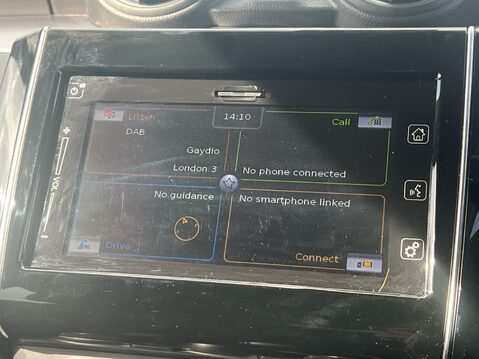 Listen
14:10
Call
DAB
Gaydio
London 3
No phone connected
No guidance
No smartphone linked
VOL
Drive
Connect